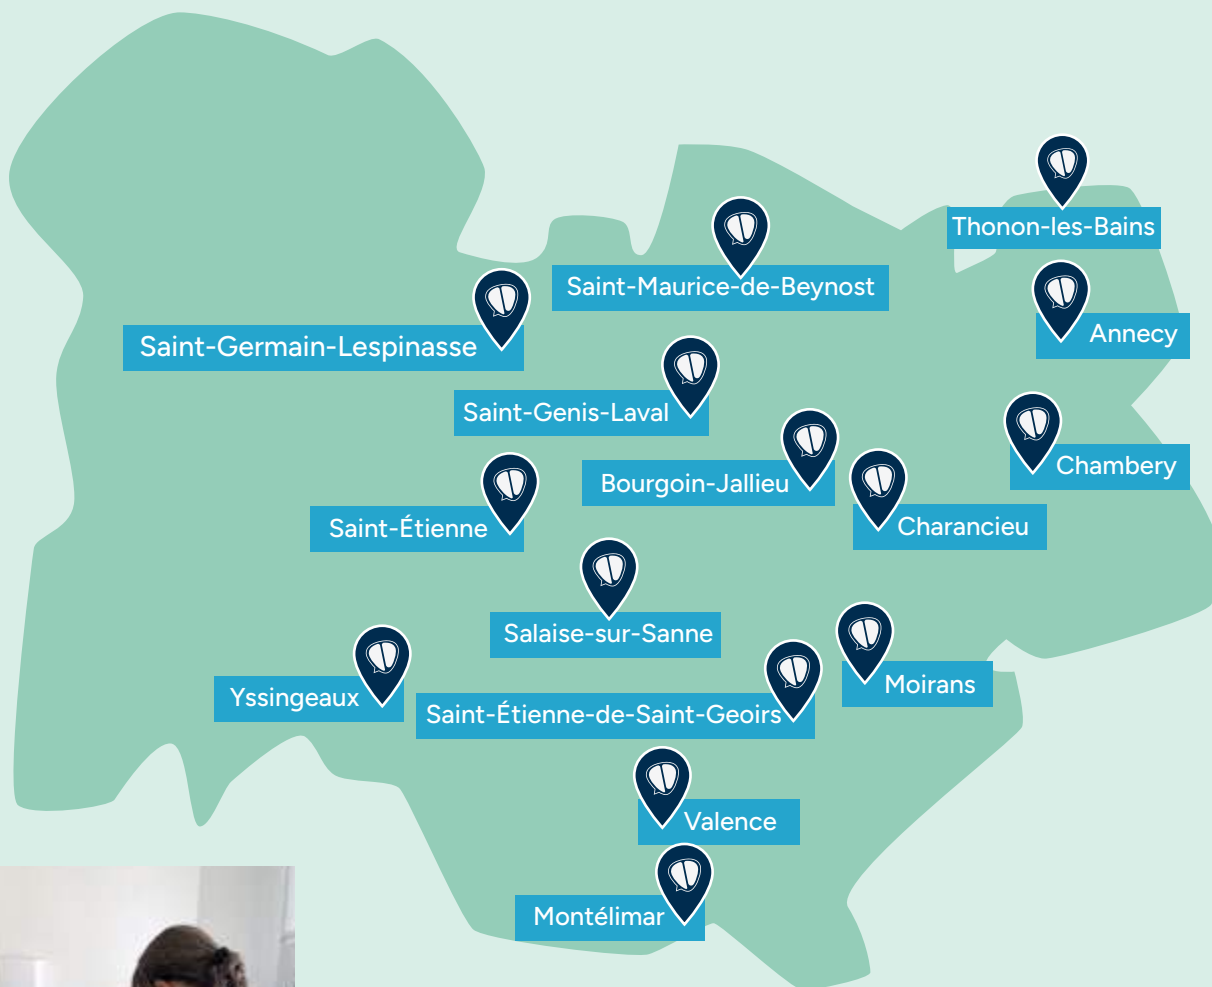 Thonon-les-Bains
Saint-Maurice-de-Beynost
Annecy
Saint-Germain-Lespinasse
Saint-Genis-Laval
Chambery
Bourgoin-Jallieu
Charancieu
Saint-Étienne
Salaise-sur-Sanne
Moirans
Yssingeaux
Saint-Étienne-de-Saint-Geoirs
Valence
Montélimar